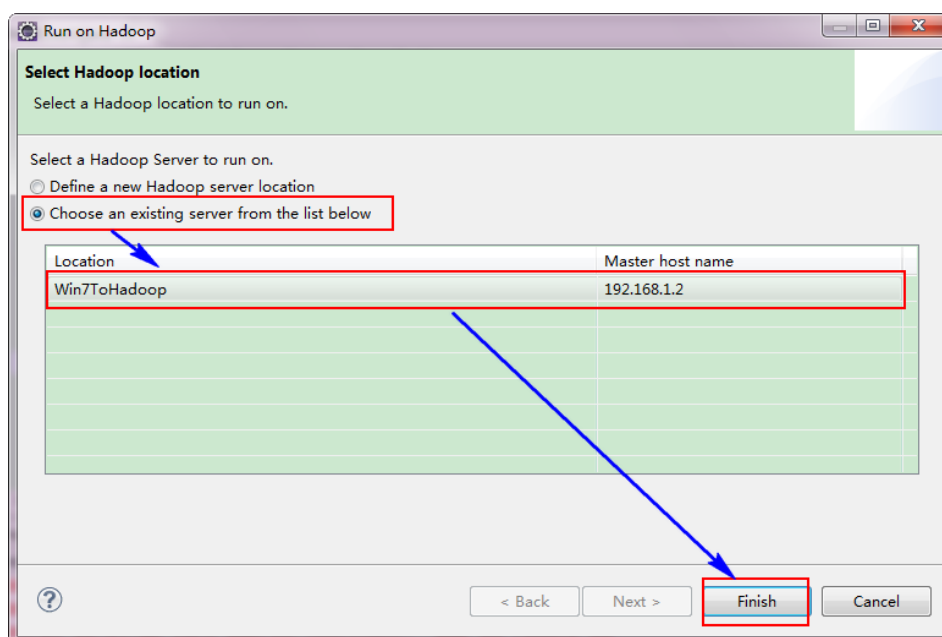 Run on Hadoop
Select Hadoop location
Select a Hadoop location to run on.
Select a Hadoop Server to run on.
Define a new Hadoop server location
Choose an existing server from the list below
Location Master host name
Win7ToHadoop 192.168.1.2
? < Back Next > Finish Cancel